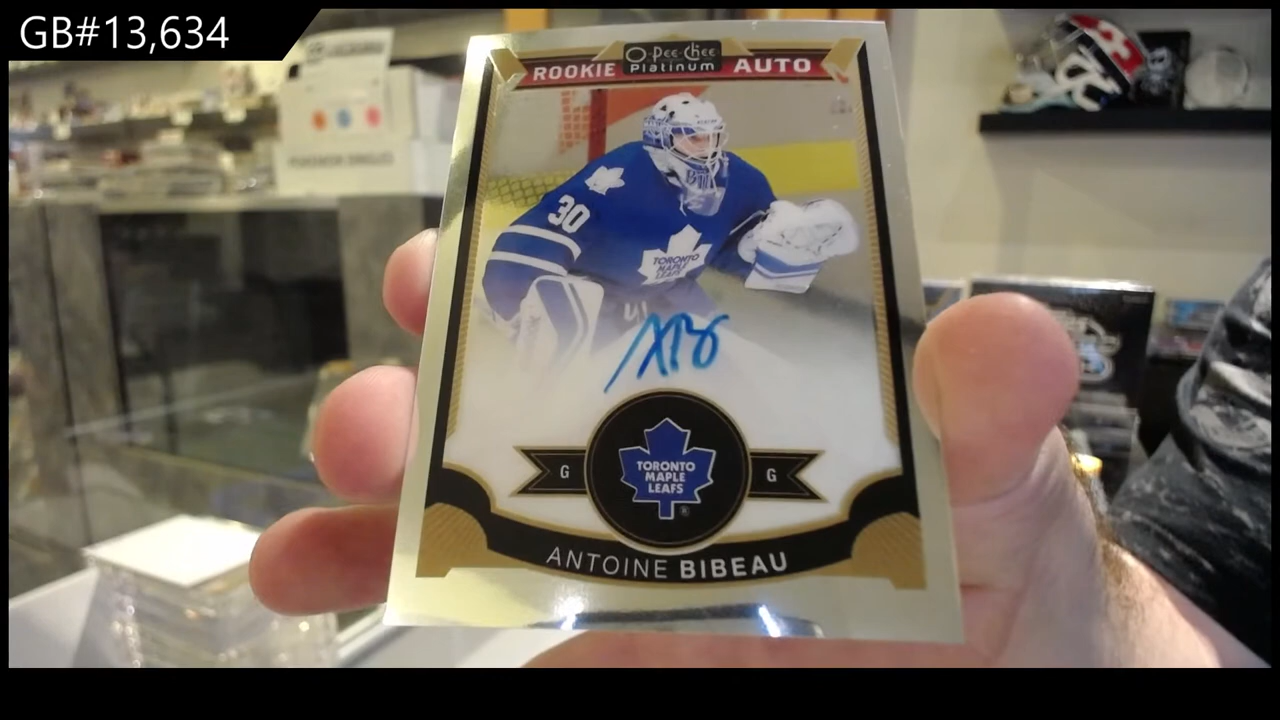 GB#13,634
O-Pee-Chee
Platinum
ROOKIE AUTO
30
TORONTO
MAPLE
LEAFS
G
TORONTO
MAPLE
LEAFS
®
G
ANTOINE BIBEAU